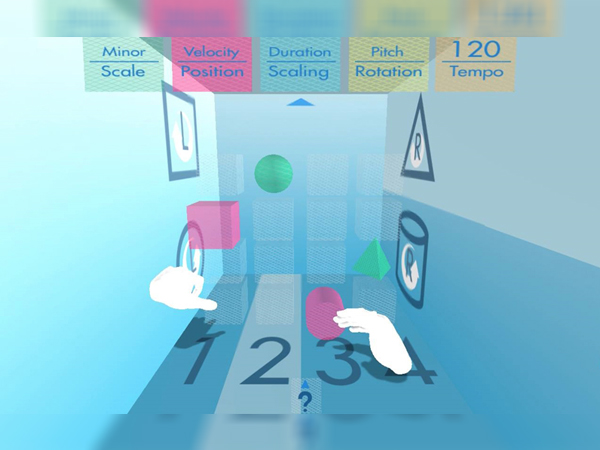 Minor
Scale
Velocity
Position
Duration
Scaling
Pitch
Rotation
120
Tempo
L
R
R
1 2 3 4
?